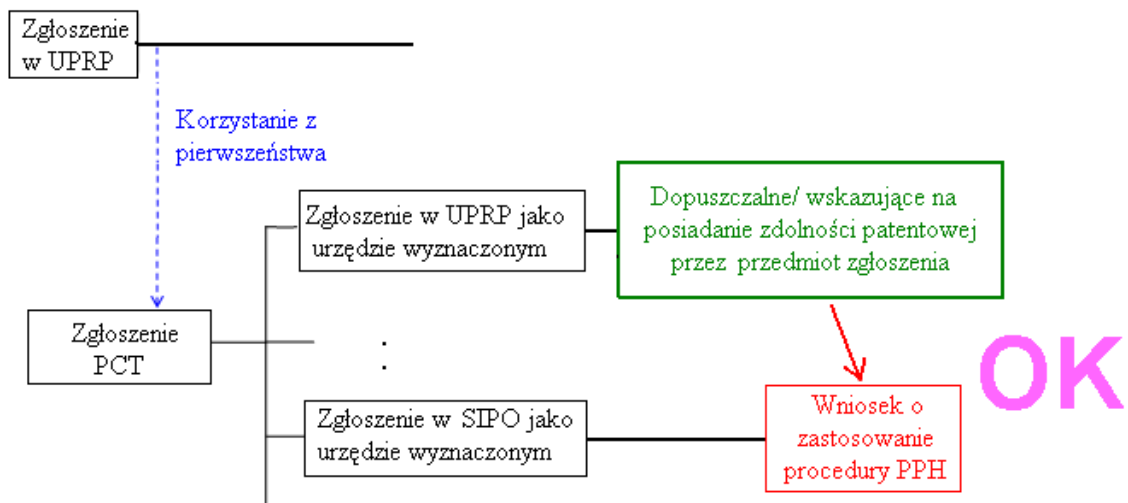 Zgłoszenie
w UPRP
Korzystanie z
pierwszeństwa
Zgłoszenie w UPRP jako
urzędzie wyznaczonym
Dopuszczalne/ wskazujące na
posiadanie zdolności patentowej
przez przedmiot zgłoszenia
Zgłoszenie
PCT
OK
Zgłoszenie w SIPO jako
urzędzie wyznaczonym
Wniosek o
zastosowanie
procedury PPH